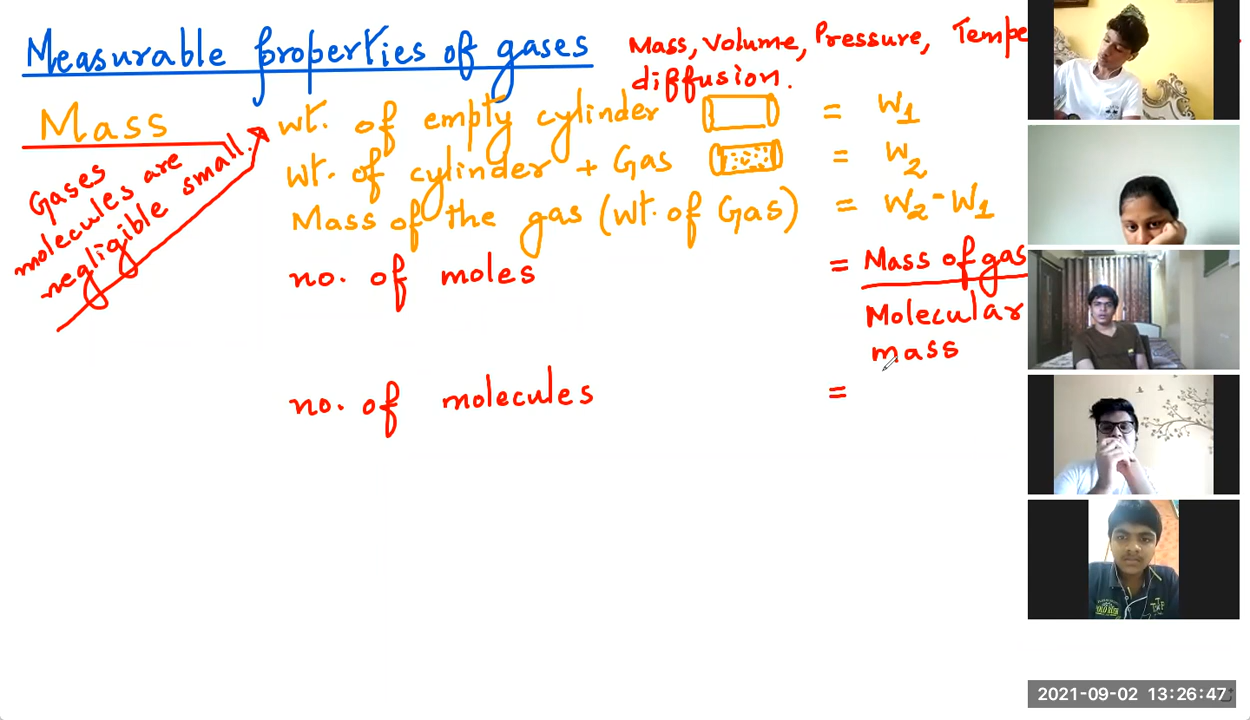 Measurable properties of gases
Mass, Volume, Pressure, Tempe
diffusion.
Mass
Gases
molecules are
negligible small.
wt. of empty cylinder = W1
wt. of cylinder + Gas = W2
Mass of the gas (wt. of Gas) = W2 - W1
no. of moles = Mass of gas
Molecular
mass
no. of molecules =
2021-09-02 13:26:47